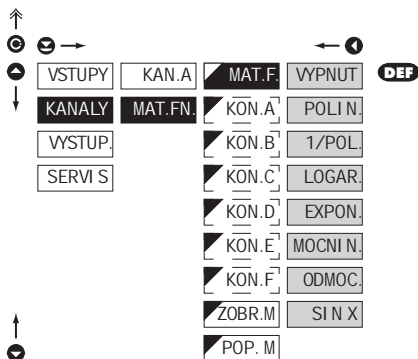 VSTUPY KAN.A MAT.F. VYPNUT DEF
KANALY MAT.FN. KON.A POLIN.
VYSTUP. KON.B 1/POL.
SERVIS KON.C LOGAR.
KON.D EXPON.
KON.E MOCNIN.
KON.F ODMOC.
ZOBR.M SIN X
POP. M